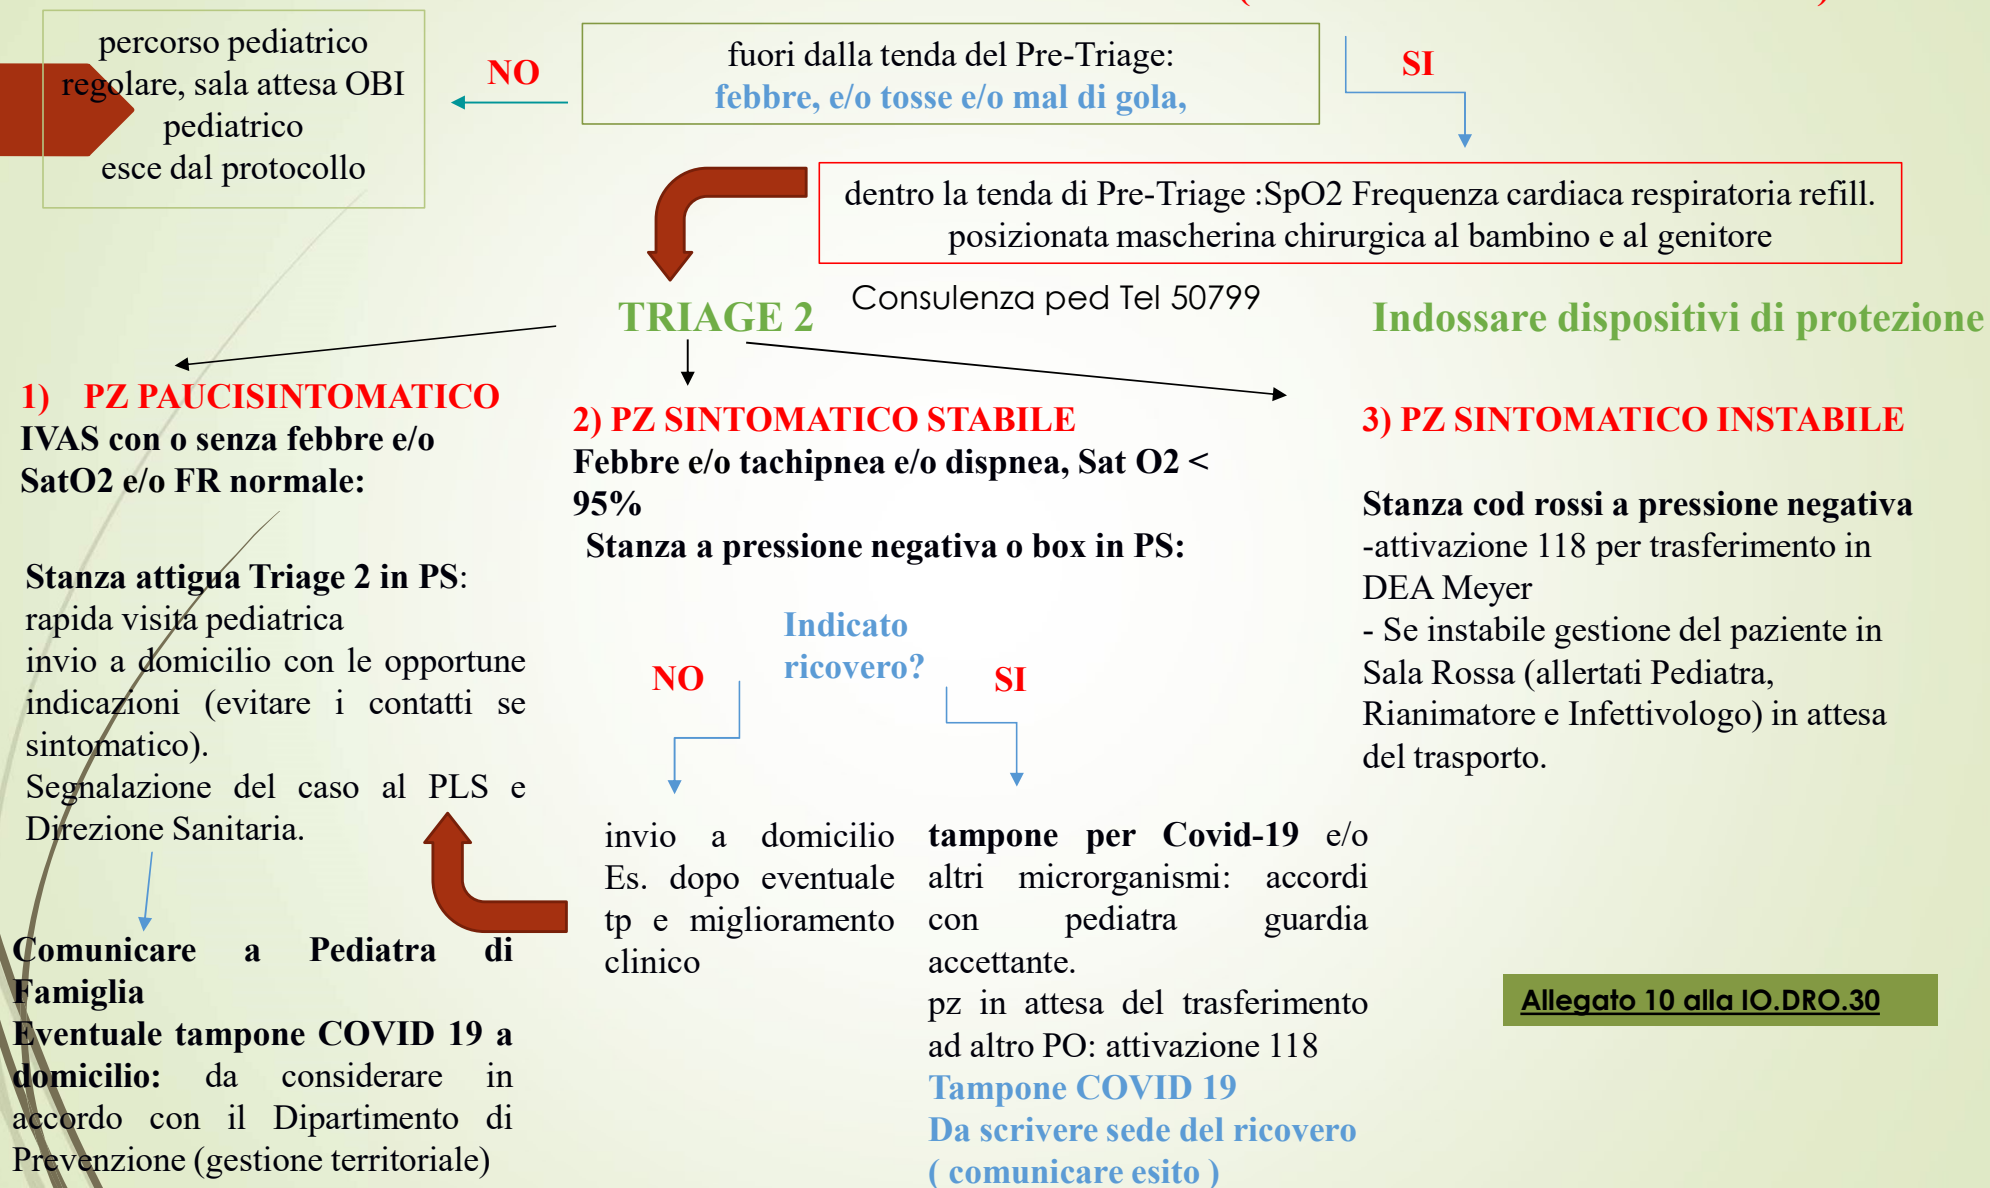 percorso pediatrico
regolare, sala attesa OBI
pediatrico
esce dal protocollo
NO
fuori dalla tenda del Pre-Triage:
febbre, e/o tosse e/o mal di gola,
SI
dentro la tenda di Pre-Triage :SpO2 Frequenza cardiaca respiratoria refill.
posizionata mascherina chirurgica al bambino e al genitore
TRIAGE 2
Consulenza ped Tel 50799
Indossare dispositivi di protezione
1) PZ PAUCISINTOMATICO
IVAS con o senza febbre e/o
SatO2 e/o FR normale:
Stanza attigua Triage 2 in PS:
rapida visita pediatrica
invio a domicilio con le opportune
indicazioni (evitare i contatti se
sintomatico).
Segnalazione del caso al PLS e
Direzione Sanitaria.
Comunicare a Pediatra di
Famiglia
Eventuale tampone COVID 19 a
domicilio: da considerare in
accordo con il Dipartimento di
Prevenzione (gestione territoriale)
2) PZ SINTOMATICO STABILE
Febbre e/o tachipnea e/o dispnea, Sat O2 <
95%
Stanza a pressione negativa o box in PS:
Indicato
ricovero?
NO
SI
invio a domicilio
Es. dopo eventuale
tp e miglioramento
clinico
tampone per Covid-19 e/o
altri microrganismi: accordi
con pediatra guardia
accettante.
pz in attesa del trasferimento
ad altro PO: attivazione 118
Tampone COVID 19
Da scrivere sede del ricovero
( comunicare esito )
3) PZ SINTOMATICO INSTABILE
Stanza cod rossi a pressione negativa
-attivazione 118 per trasferimento in
DEA Meyer
- Se instabile gestione del paziente in
Sala Rossa (allertati Pediatra,
Rianimatore e Infettivologo) in attesa
del trasporto.
Allegato 10 alla IO.DRO.30